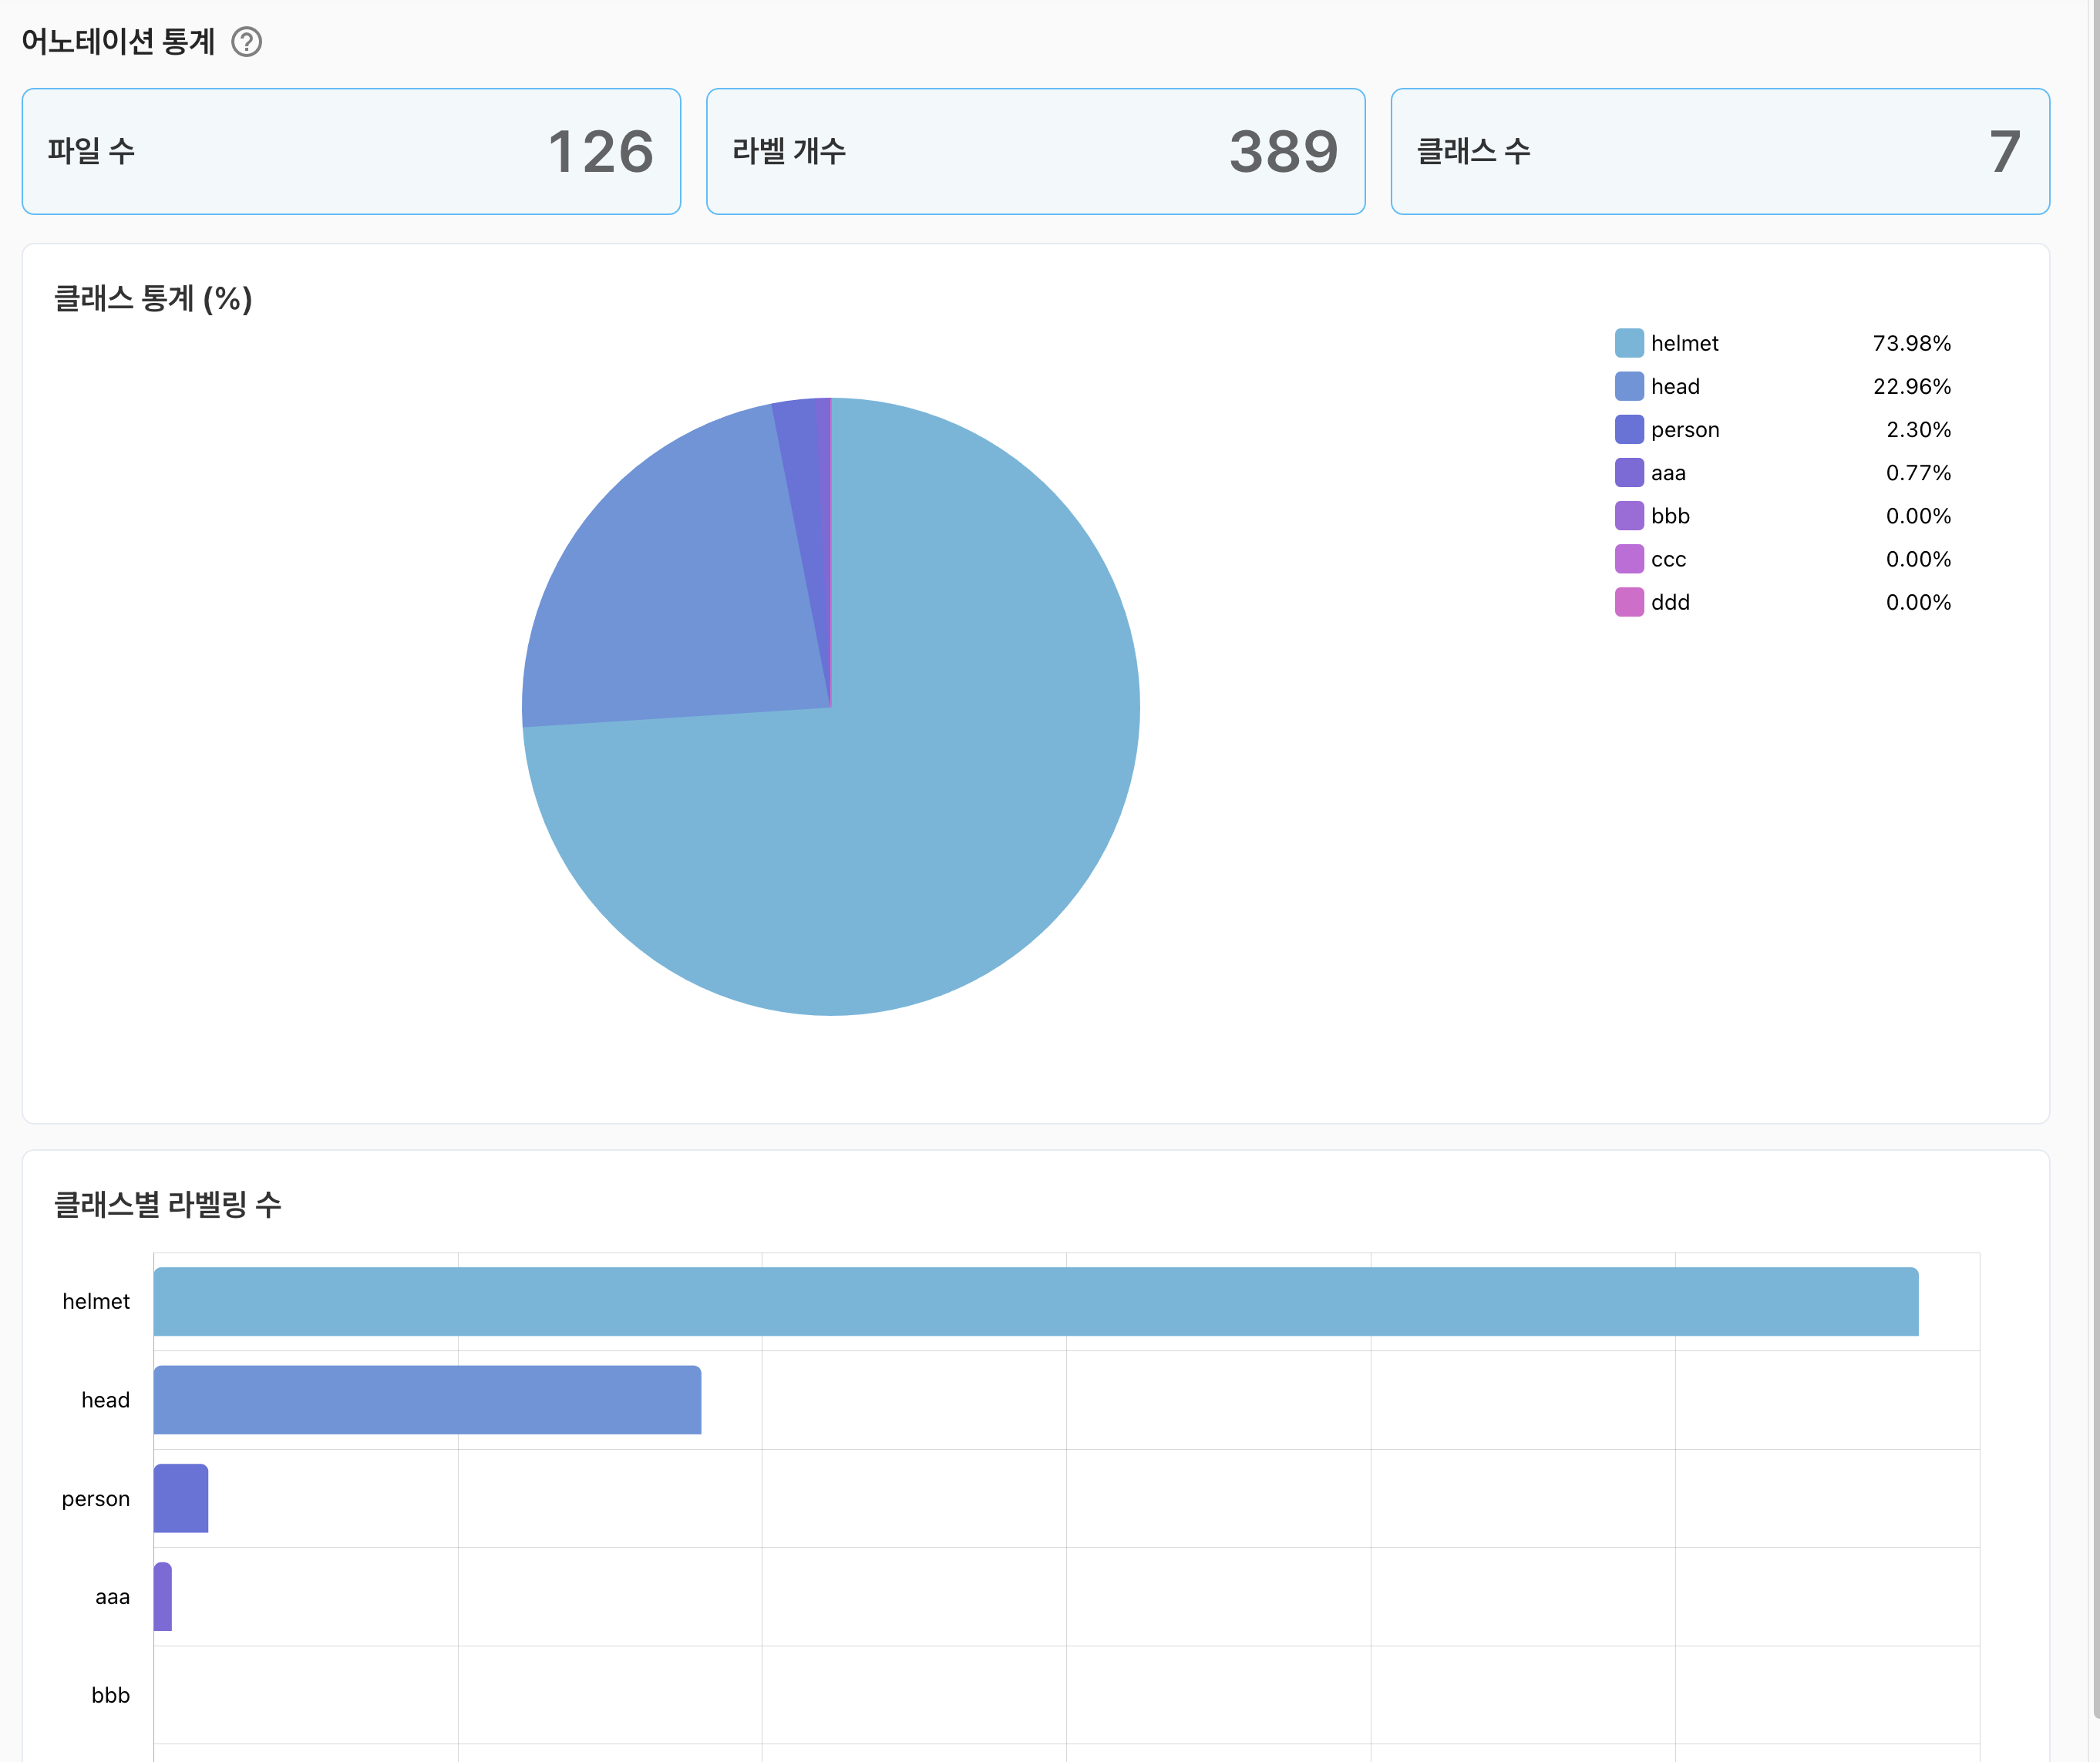 어노테이션 통계 ?
파일 수 126
라벨 개수 389
클래스 수 7
클래스 통계 (%)
helmet 73.98%
head 22.96%
person 2.30%
aaa 0.77%
bbb 0.00%
ccc 0.00%
ddd 0.00%
클래스별 라벨링 수
helmet
head
person
aaa
bbb